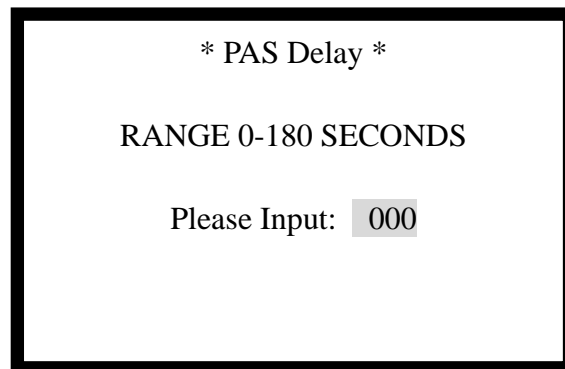 * PAS Delay *
RANGE 0-180 SECONDS
Please Input: 000